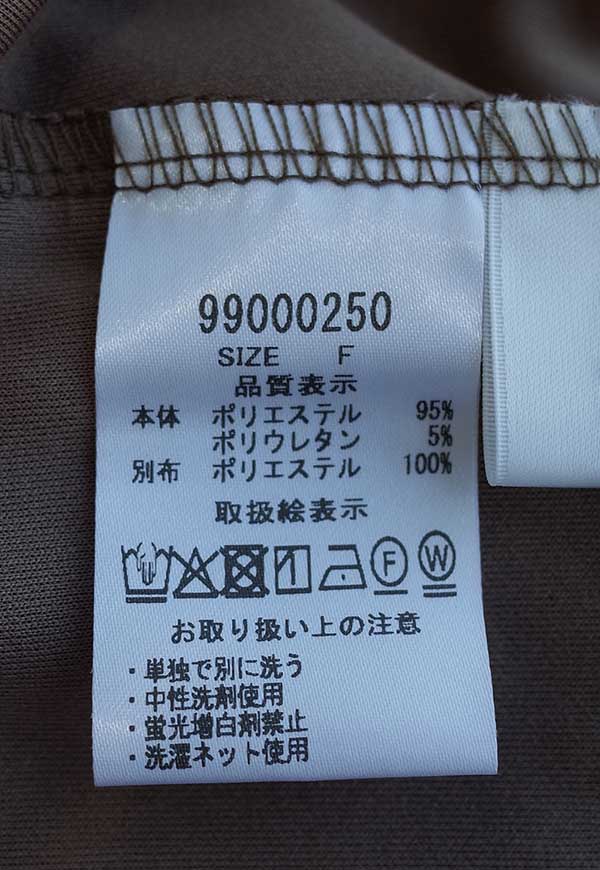 99000250
SIZE F
品質表示
本体 ポリエステル 95%
ポリウレタン 5%
別布 ポリエステル 100%
取扱絵表示
F W
お取り扱い上の注意
・単独で別に洗う
・中性洗剤使用
・蛍光増白剤禁止
・洗濯ネット使用